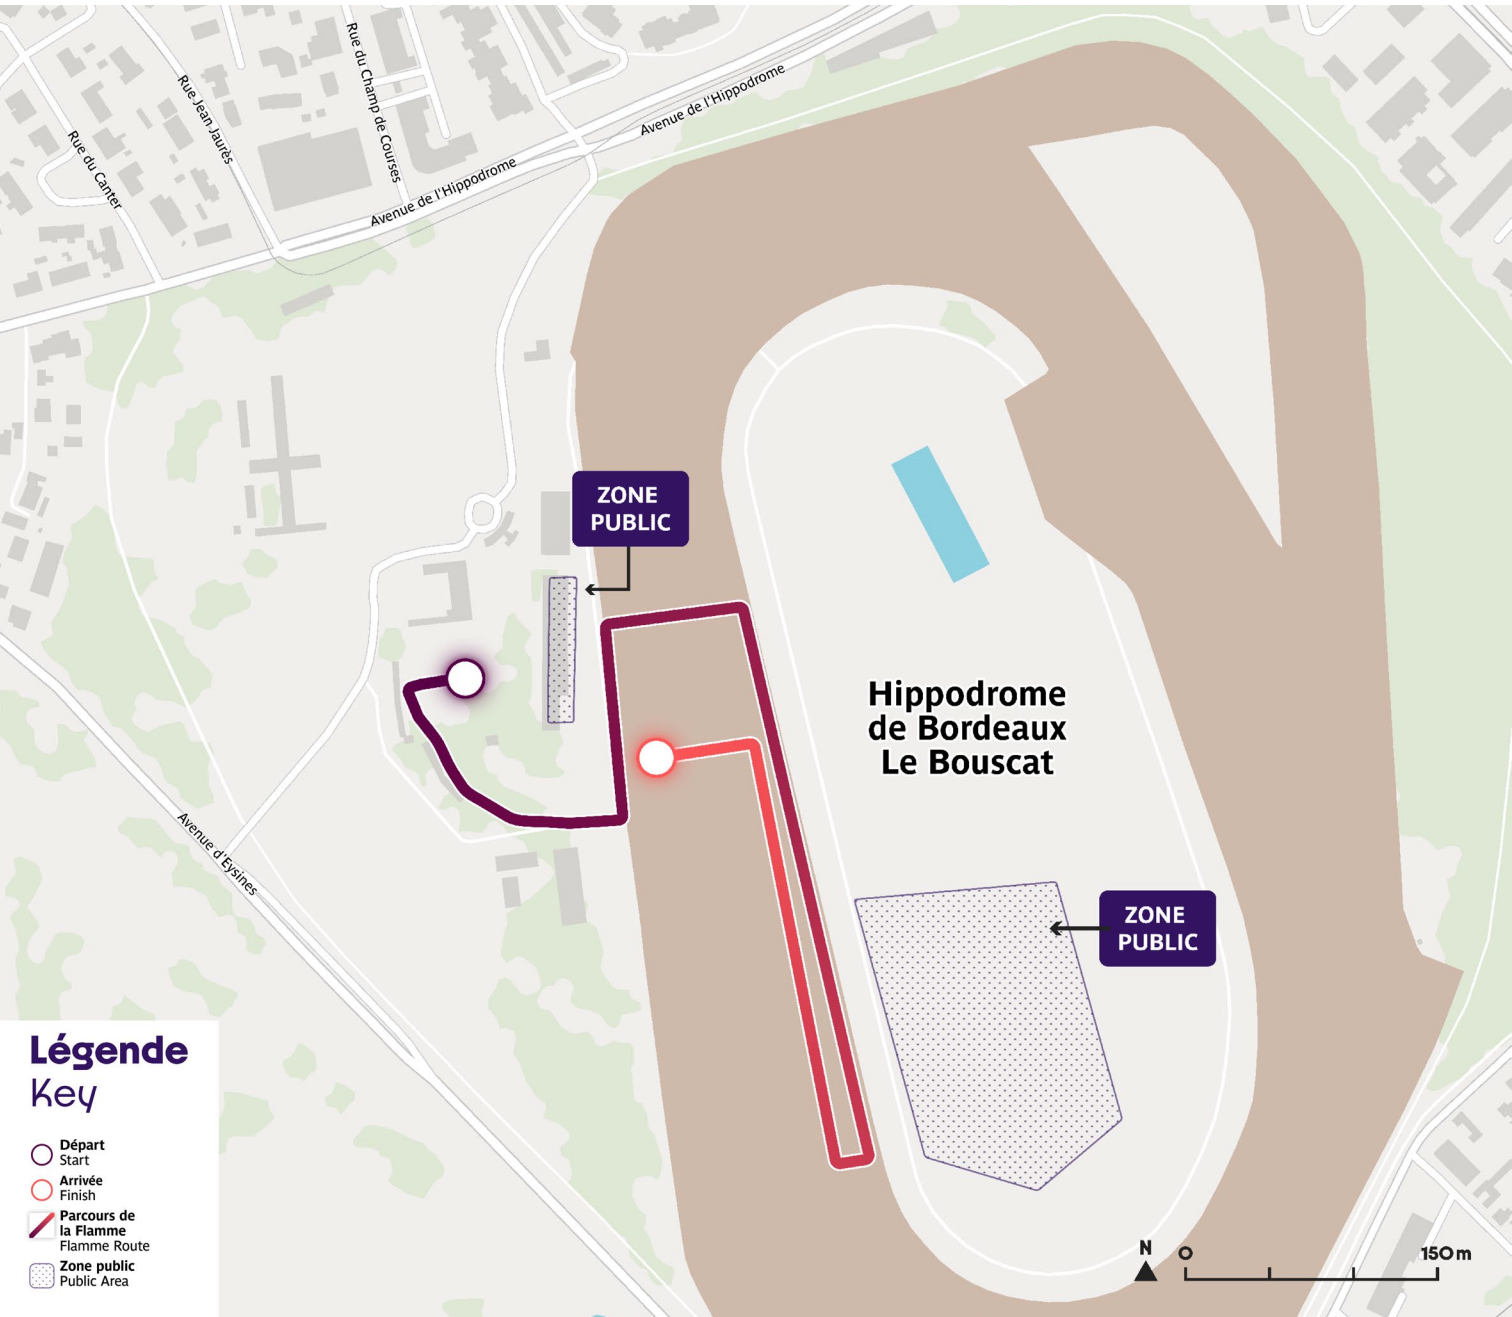 Rue du Canter
Rue Jean Jaurès
Rue du Champ de Courses
Avenue de l'Hippodrome
Avenue de l'Hippodrome
ZONE
PUBLIC
Hippodrome
de Bordeaux
Le Bouscat
Avenue d'Eysines
ZONE
PUBLIC
Légende
Key
Départ
Start
Arrivée
Finish
Parcours de
la Flamme
Flamme Route
Zone public
Public Area
N
0
150m